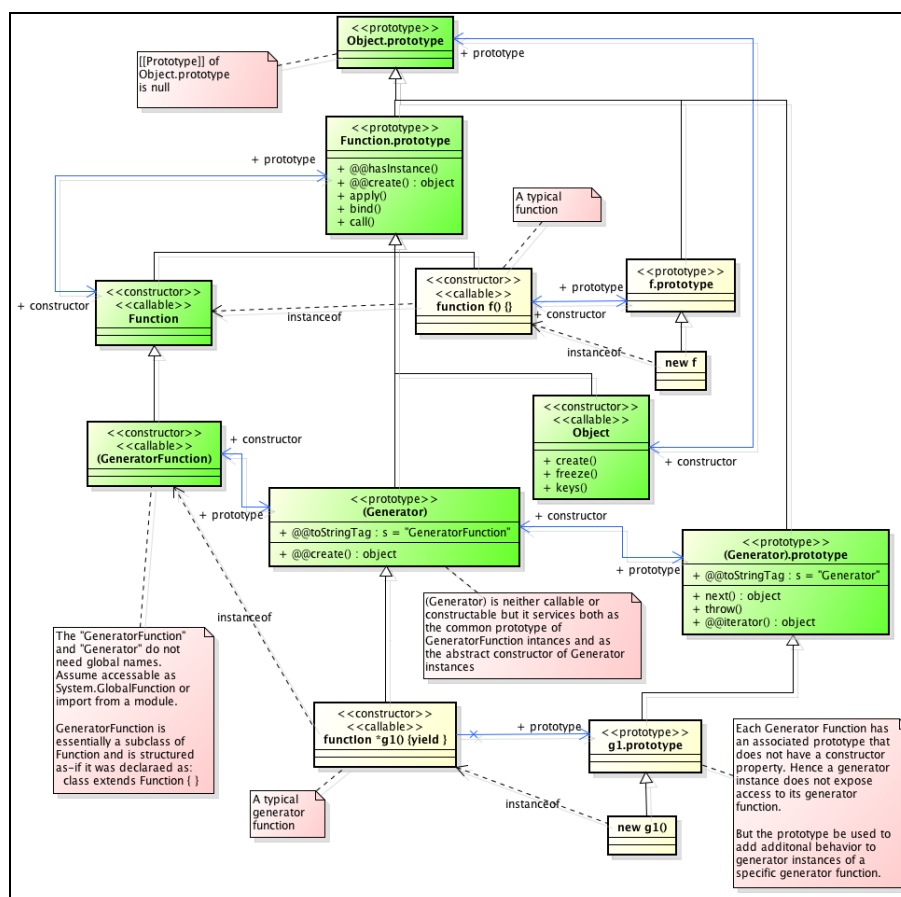 <<prototype>>
Object.prototype
+ prototype
[[Prototype]] of
Object.prototype
is null
<<prototype>>
Function.prototype
+ @@hasInstance()
+ @@create() : object
+ apply()
+ bind()
+ call()
+ prototype
A typical
function
<<constructor>>
<<callable>>
Function
+ constructor
instanceof
<<constructor>>
<<callable>>
function f() {}
+ prototype
+ constructor
<<prototype>>
f.prototype
instanceof
new f
<<constructor>>
<<callable>>
Object
+ create()
+ freeze()
+ keys()
+ constructor
<<constructor>>
<<callable>>
(GeneratorFunction)
+ constructor
+ prototype
<<prototype>>
(Generator)
+ @@toStringTag : s = "GeneratorFunction"
+ @@create() : object
+ constructor
+ prototype
<<prototype>>
(Generator).prototype
+ @@toStringTag : s = "Generator"
+ next() : object
+ throw()
+ @@iterator() : object
instanceof
(Generator) is neither callable or
constructable but it services both as
the common prototype of
GeneratorFunction intances and as
the abstract constructor of Generator
instances
The "GeneratorFunction"
and "Generator" do not
need global names.
Assume accessable as
System.GlobalFunction or
import from a module.
GeneratorFunction is
essentially a subclass of
Function and is structured
as-if it was declaraed as:
class extends Function { }
<<constructor>>
<<callable>>
function *g1() {yield }
+ prototype
<<prototype>>
g1.prototype
A typical
generator
function
instanceof
new g1()
Each Generator Function has
an associated prototype that
does not have a constructor
property. Hence a generator
instance does not expose
access to its generator
function.
But the prototype be used to
add additonal behavior to
generator instances of a
specific generator function.